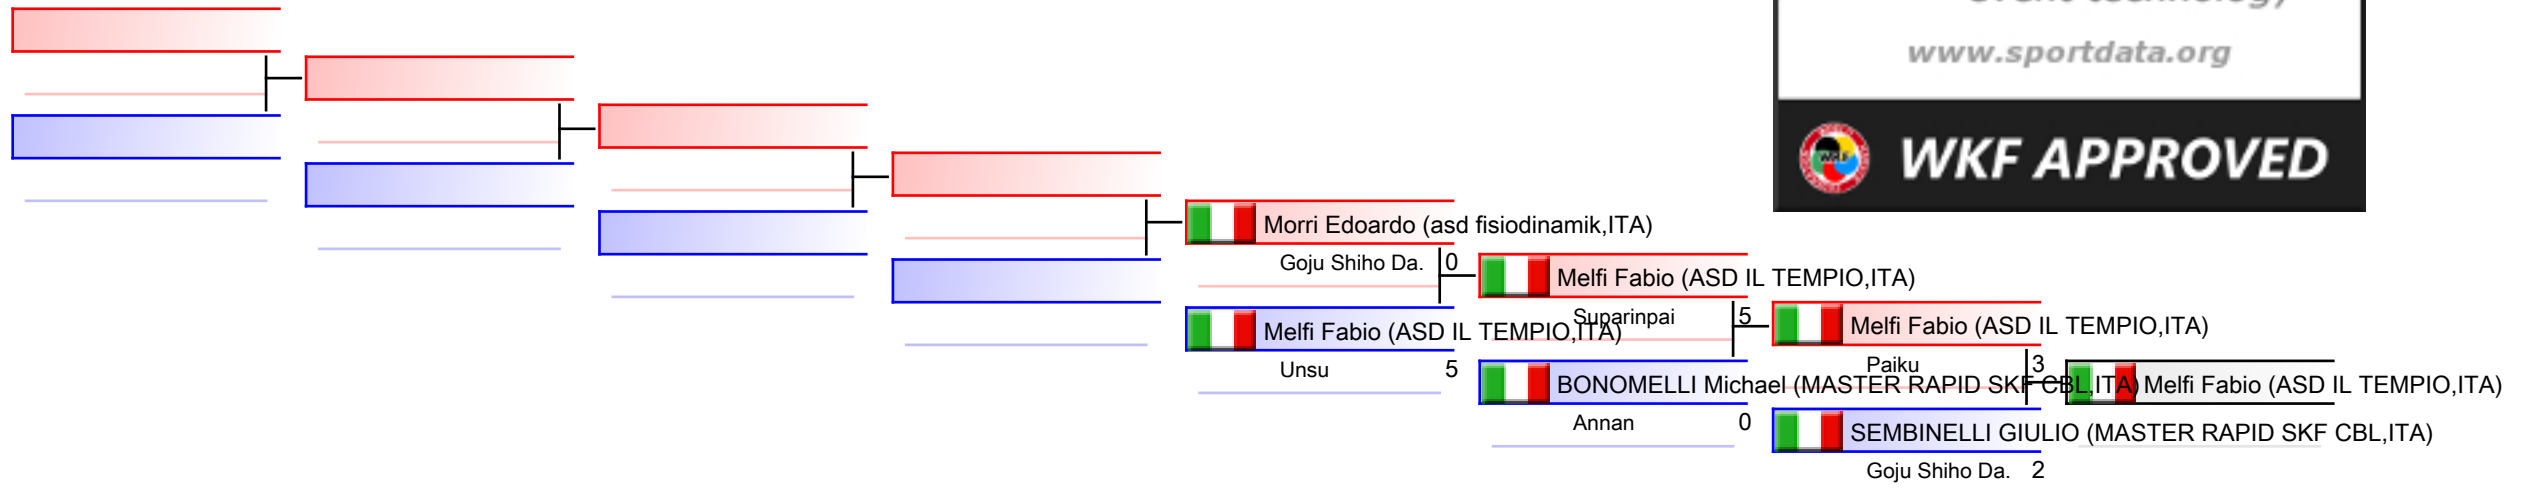 www.sportdata.org
WKF APPROVED
Morri Edoardo (asd fisiodinamik,ITA)
Goju Shiho Da. 0
Melfi Fabio (ASD IL TEMPIO,ITA)
Suparinpai 5
Melfi Fabio (ASD IL TEMPIO,ITA)
Unsu 5
Melfi Fabio (ASD IL TEMPIO,ITA)
Paiku 3
BONOMELLI Michael (MASTER RAPID SKF CBL,ITA)
Annan 0
Melfi Fabio (ASD IL TEMPIO,ITA)
SEMBINELLI GIULIO (MASTER RAPID SKF CBL,ITA)
Goju Shiho Da. 2